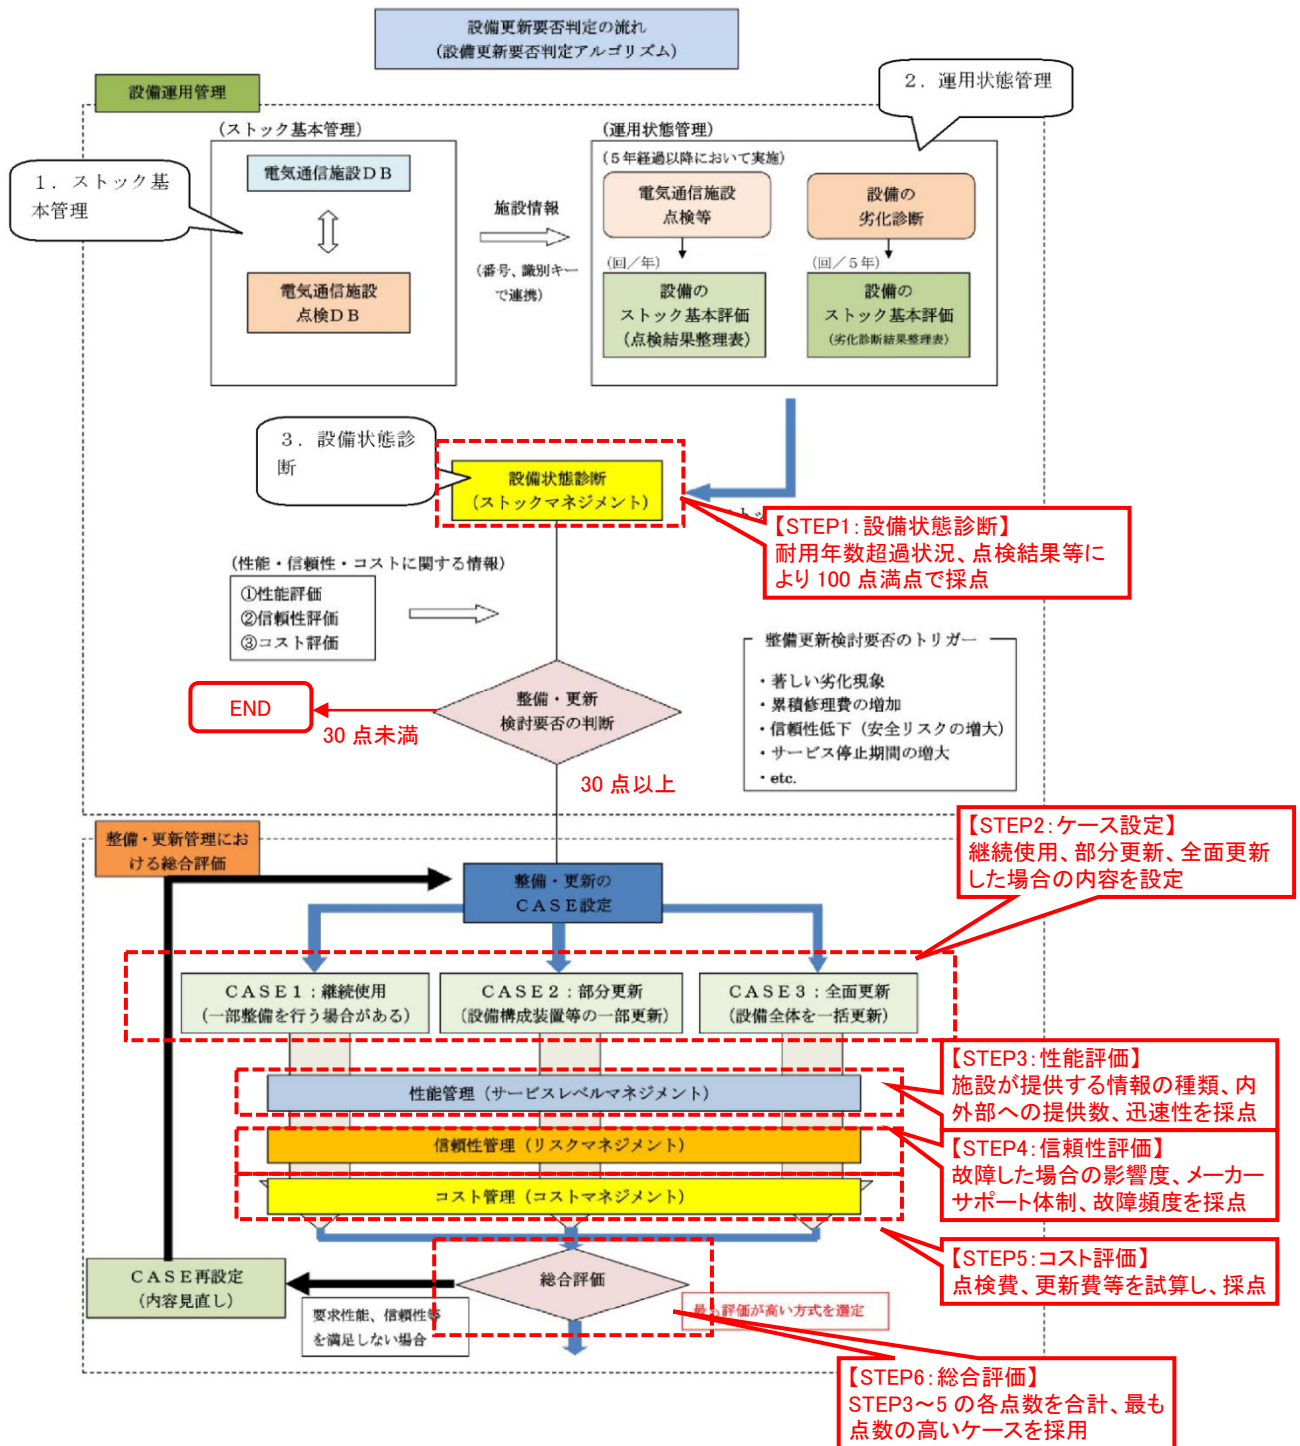 設備更新要否判定の流れ
(設備更新要否判定アルゴリズム)
設備運用管理
2．運用状態管理
(ストック基本管理)
(運用状態管理)
1．ストック基
本管理
電気通信施設DB
電気通信施設
点検DB
施設情報
(番号、識別キー
で連携)
(5年経過以降において実施)
電気通信施設
点検等
設備の
劣化診断
(回／年)
(回／5年)
設備の
ストック基本評価
(点検結果整理表)
設備の
ストック基本評価
(劣化診断結果整理表)
3．設備状態診
断
設備状態診断
(ストックマネジメント)
【STEP1:設備状態診断】
耐用年数超過状況、点検結果等に
より 100 点満点で採点
(性能・信頼性・コストに関する情報)
①性能評価
②信頼性評価
③コスト評価
整備更新検討要否のトリガー
・著しい劣化現象
・累積修理費の増加
・信頼性低下（安全リスクの増大）
・サービス停止期間の増大
・etc.
END
30 点未満
整備・更新
検討要否の判断
30 点以上
整備・更新管理にお
ける総合評価
【STEP2:ケース設定】
継続使用、部分更新、全面更新
した場合の内容を設定
整備・更新の
CASE設定
CASE1：継続使用
(一部整備を行う場合がある)
CASE2：部分更新
(設備構成装置等の一部更新)
CASE3：全面更新
(設備全体を一括更新)
【STEP3:性能評価】
施設が提供する情報の種類、内
外部への提供数、迅速性を採点
性能管理（サービスレベルマネジメント）
信頼性管理（リスクマネジメント）
【STEP4:信頼性評価】
故障した場合の影響度、メーカー
サポート体制、故障頻度を採点
コスト管理（コストマネジメント）
【STEP5:コスト評価】
点検費、更新費等を試算し、採点
CASE再設定
(内容見直し)
総合評価
要求性能、信頼性等
を満足しない場合
最も評価が高い方式を選定
【STEP6:総合評価】
STEP3～5 の各点数を合計、最も
点数の高いケースを採用